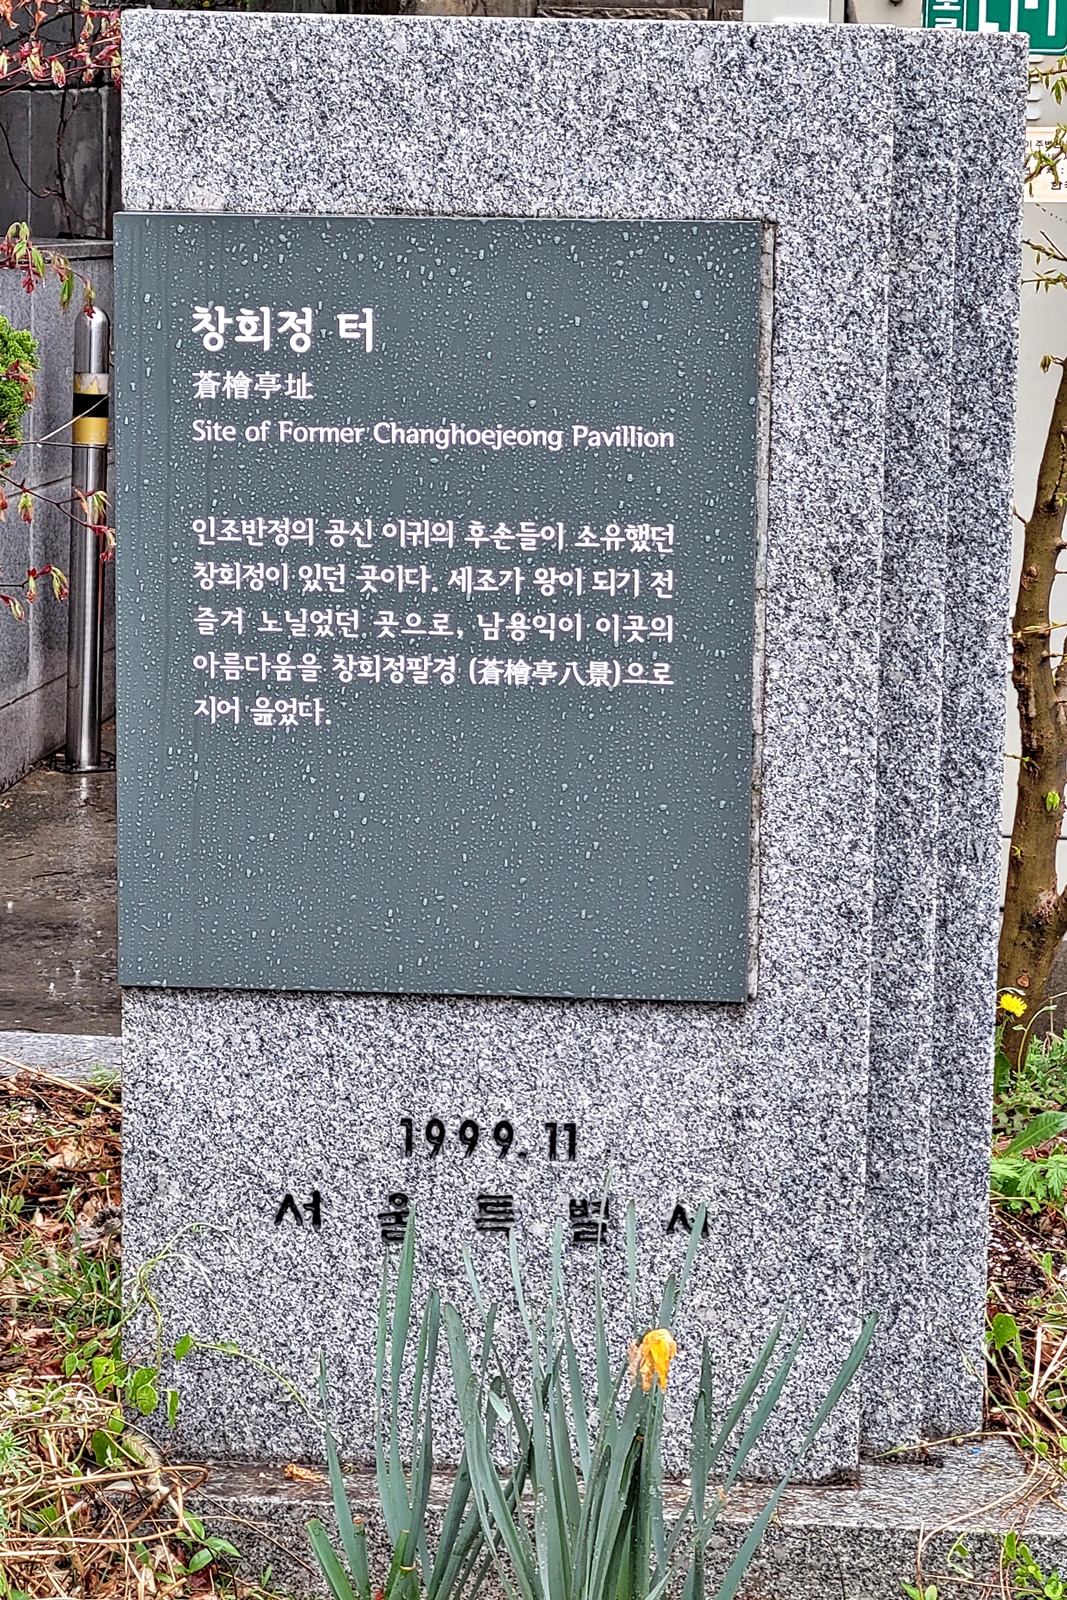 창회정 터
蒼檜亭址
Site of Former Changhoejeong Pavillion
인조반정의 공신 이귀의 후손들이 소유했던
창회정이 있던 곳이다. 세조가 왕이 되기 전
즐겨 노닐었던 곳으로, 남용익이 이곳의
아름다움을 창회정팔경 (蒼檜亭八景)으로
지어 읊었다.
1999.11
서울특별시